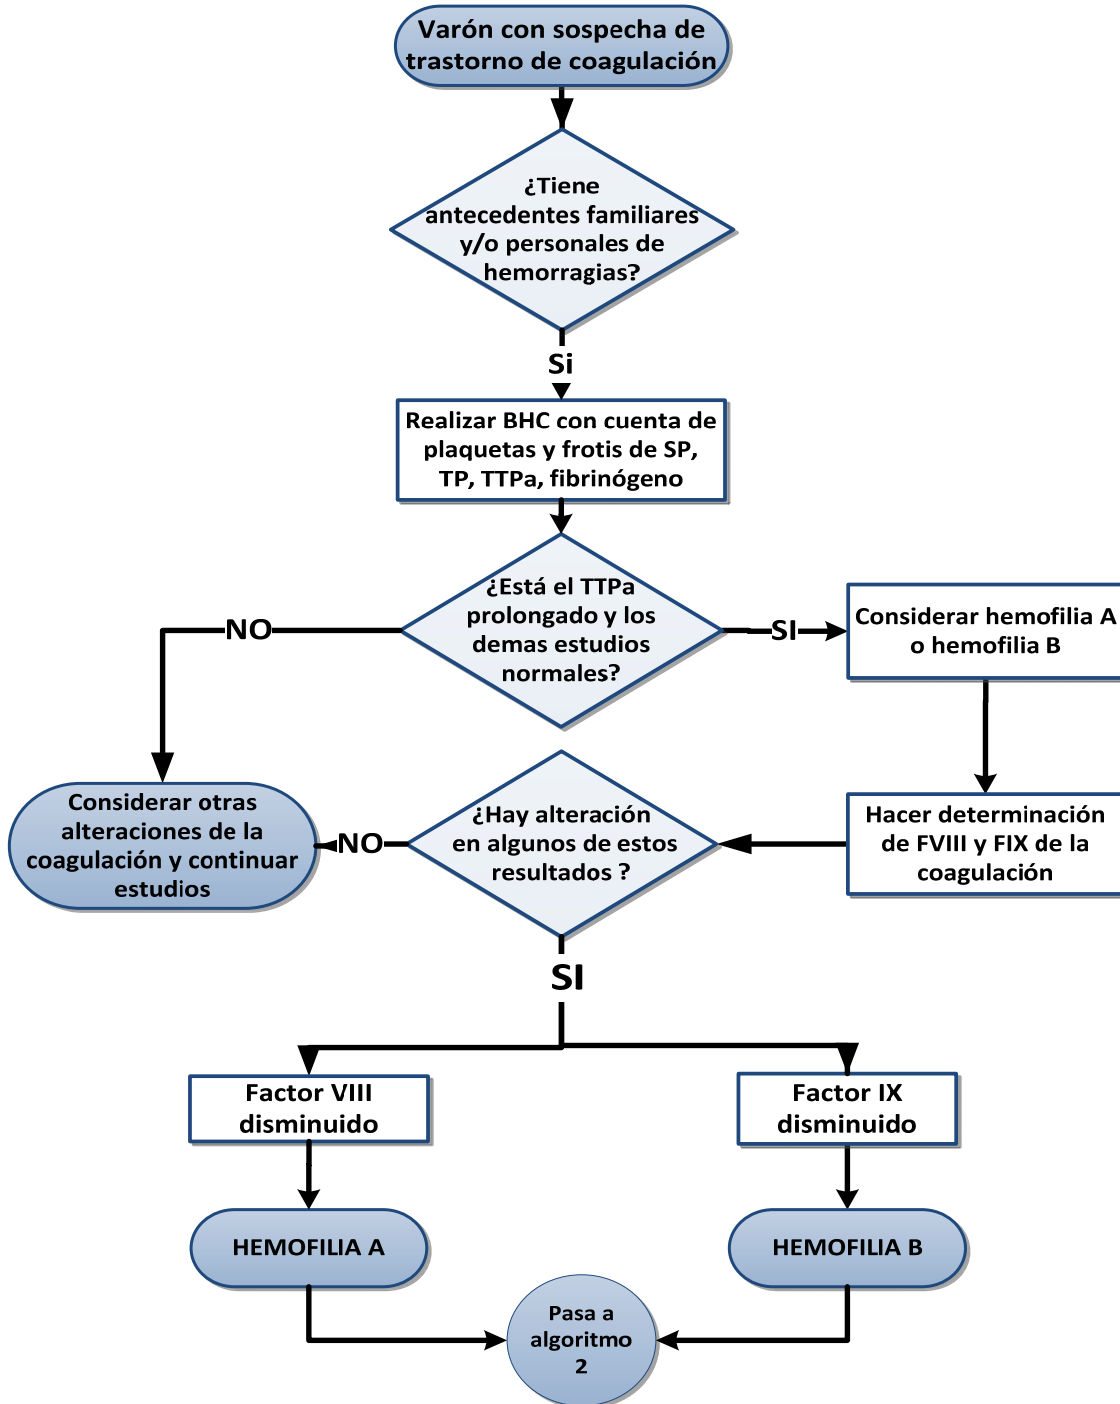 Varón con sospecha de
trastorno de coagulación
¿Tiene
antecedentes familiares
y/o personales de
hemorragias?
Si
Realizar BHC con cuenta de
plaquetas y frotis de SP,
TP, TTPa, fibrinógeno
¿Está el TTPa
prolongado y los
demas estudios
normales?
NO
SI
Considerar hemofilia A
o hemofilia B
Hacer determinación
de FVIII y FIX de la
coagulación
¿Hay alteración
en algunos de estos
resultados ?
NO
Considerar otras
alteraciones de la
coagulación y continuar
estudios
SI
Factor VIII
disminuido
Factor IX
disminuido
HEMOFILIA A
HEMOFILIA B
Pasa a
algoritmo
2